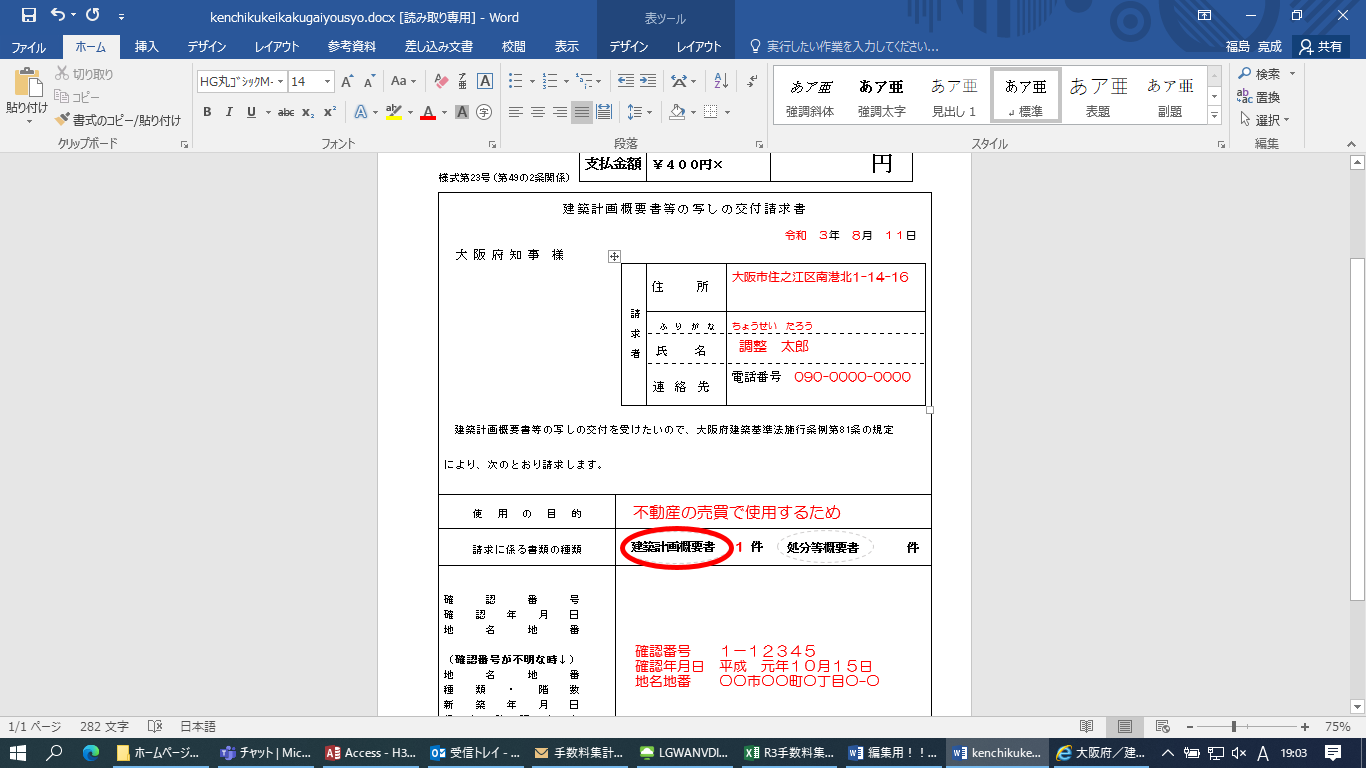 kenchikukeikakugaiyousyo.docx [読み取り専用] - Word
表ツール
ファイル ホーム 挿入 デザイン レイアウト 参考資料 差し込み文書 校閲 表示 デザイン レイアウト 実行したい作業を入力してください... 福島 亮成 共有
貼り付け 切り取り
コピー
書式のコピー/貼り付け
HG丸ゴシックM- 14
Aa
B I U abc x₂ x²
あア亜 あア亜 あア亜 あア亜 あア亜 あア亜
強調斜体 強調太字 見出し 1 標準 表題 副題
検索
置換
選択
クリップボード フォント 段落 スタイル 編集
支払金額 ￥４００円× 円
様式第23号（第49の2条関係）
建築計画概要書等の写しの交付請求書
令和 3年 8月 11日
大阪府知事 様
請求者
住所 大阪市住之江区南港北1-14-16
ふりがな ちょうせい たろう
氏名 調整 太郎
連絡先 電話番号 090-0000-0000
建築計画概要書等の写しの交付を受けたいので、大阪府建築基準法施行条例第81条の規定
により、次のとおり請求します。
使用の目的 不動産の売買で使用するため
請求に係る書類の種類 建築計画概要書 1 件 処分等概要書 件
確認番号
確認年月日
地名地番
（確認番号が不明な時↓）
地名地番
種類・階数
新築年月日
確認番号 １－１２３４５
確認年月日 平成 元年１０月１５日
地名地番 〇〇市〇〇町〇丁目〇-〇
1/1 ページ 282 文字 日本語 75%
ホームページ... チャット | Mic... Access - H3... 受信トレイ - ... 手数料集計... LGWANVDI... R3手数料集... 編集用！！... kenchikuke... 大阪府／建... A 19:03